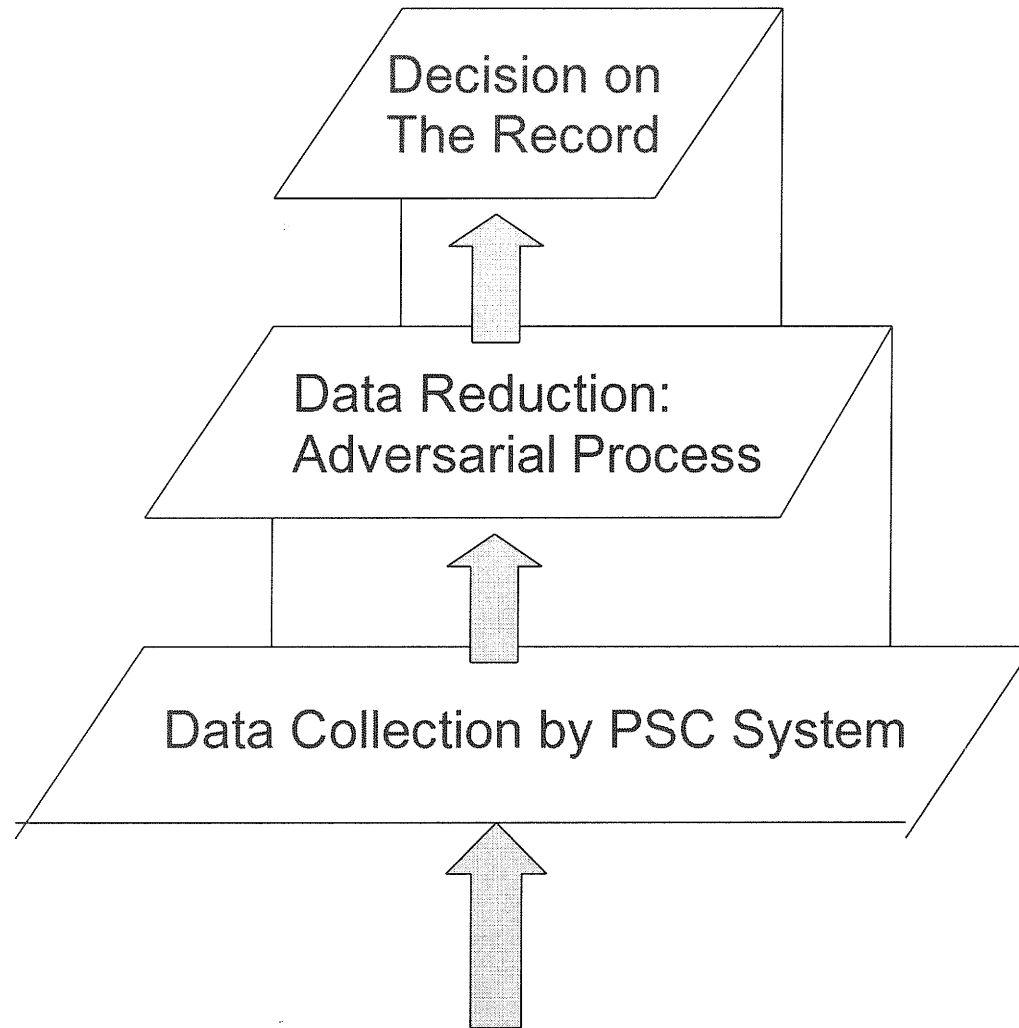 Decision on
The Record
Data Reduction:
Adversarial Process
Data Collection by PSC System